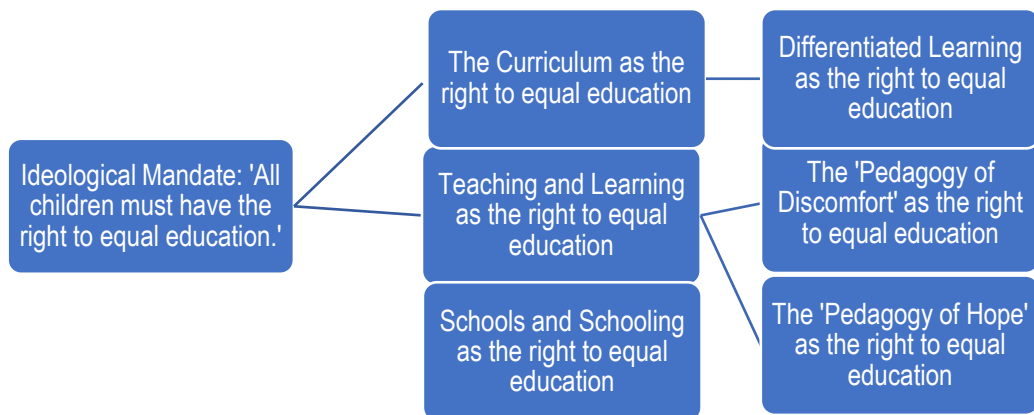 Ideological Mandate: 'All
children must have the
right to equal education.'
The Curriculum as the
right to equal education
Teaching and Learning
as the right to equal
education
Schools and Schooling
as the right to equal
education
Differentiated Learning
as the right to equal
education
The 'Pedagogy of
Discomfort' as the right
to equal education
The 'Pedagogy of Hope'
as the right to equal
education